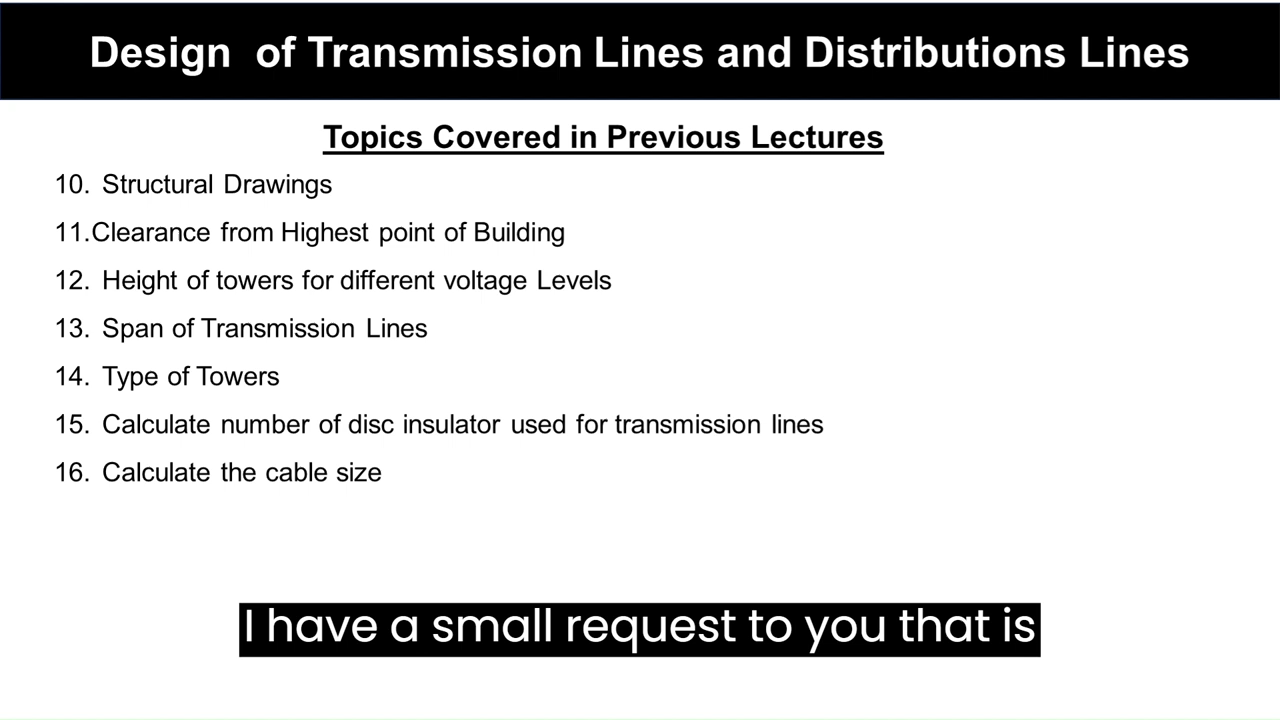 Design of Transmission Lines and Distributions Lines
Topics Covered in Previous Lectures
10. Structural Drawings
11.Clearance from Highest point of Building
12. Height of towers for different voltage Levels
13. Span of Transmission Lines
14. Type of Towers
15. Calculate number of disc insulator used for transmission lines
16. Calculate the cable size
I have a small request to you that is